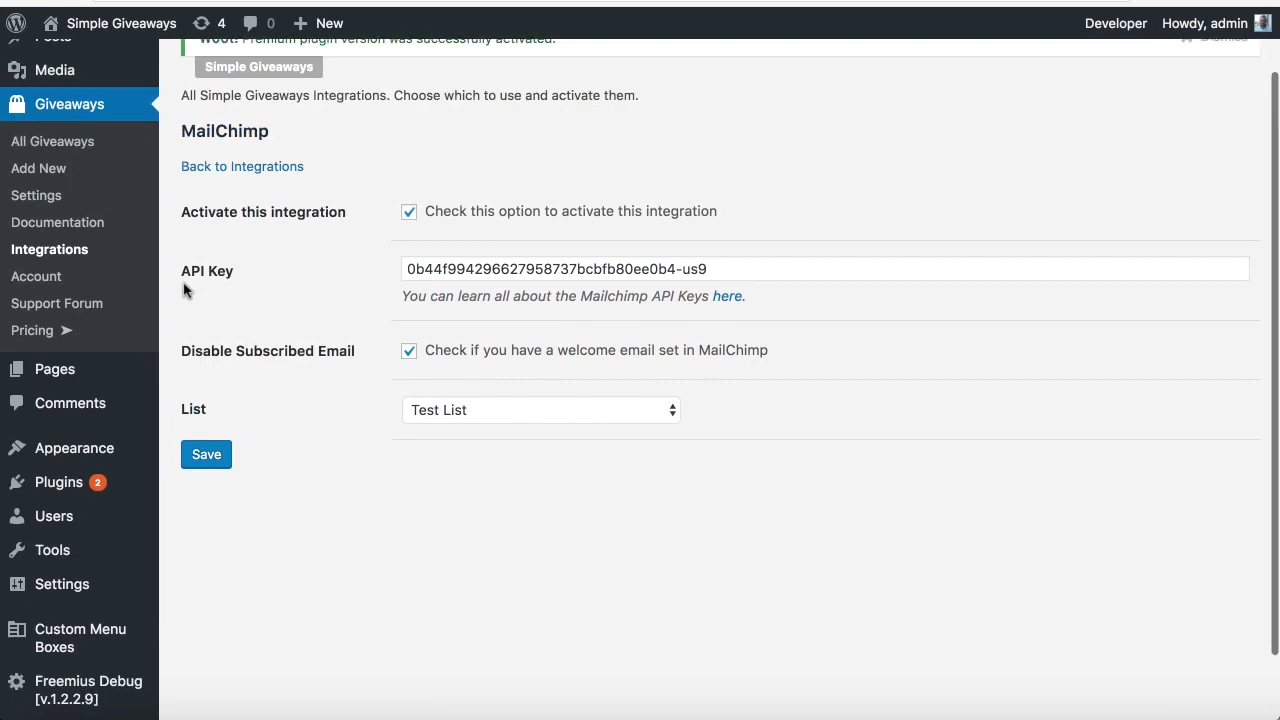 Simple Giveaways
4
0
New
Developer
Howdy, admin
Posts
Media
Giveaways
All Giveaways
Add New
Settings
Documentation
Integrations
Account
Support Forum
Pricing ➤
Pages
Comments
Appearance
Plugins 2
Users
Tools
Settings
Custom Menu
Boxes
Freemius Debug
[v.1.2.2.9]
Woot! Premium plugin version was successfully activated.
Dismiss
Simple Giveaways
All Simple Giveaways Integrations. Choose which to use and activate them.
MailChimp
Back to Integrations
Activate this integration
Check this option to activate this integration
API Key
0b44f994296627958737bcbfb80ee0b4-us9
You can learn all about the Mailchimp API Keys here.
Disable Subscribed Email
Check if you have a welcome email set in MailChimp
List
Test List
Save